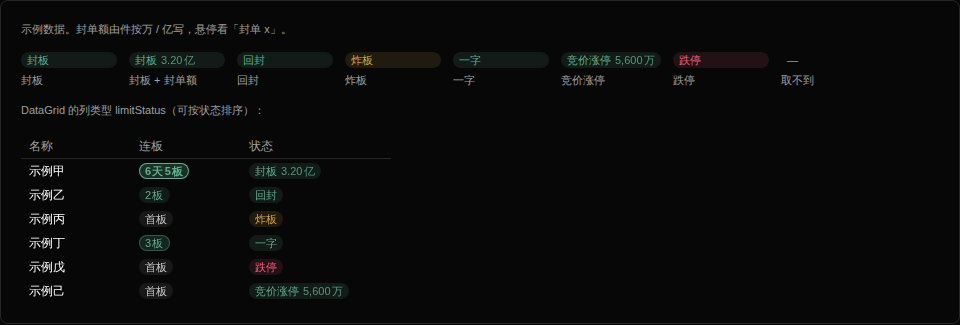 示例数据。封单额由件按万 / 亿写，悬停看「封单 x」。
封板 封板 3.20亿 回封 炸板 一字 竞价涨停 5,600万 跌停 —
封板 封板 + 封单额 回封 炸板 一字 竞价涨停 跌停 取不到
DataGrid 的列类型 limitStatus（可按状态排序）：
名称 连板 状态
示例甲 6天5板 封板 3.20亿
示例乙 2板 回封
示例丙 首板 炸板
示例丁 3板 一字
示例戊 首板 跌停
示例己 首板 竞价涨停 5,600万